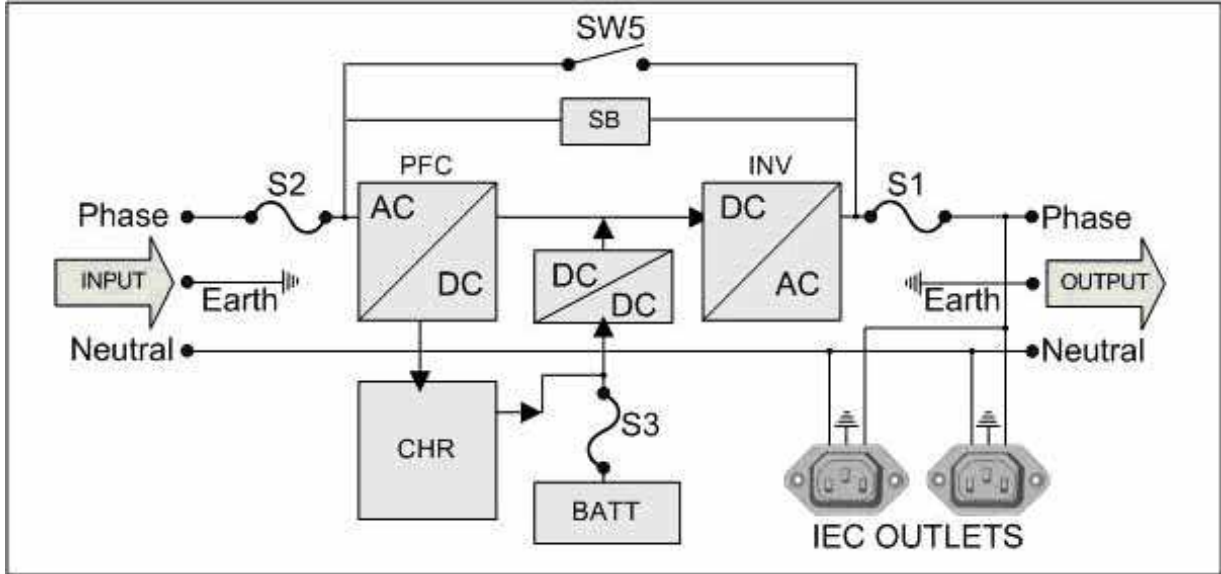 SW5
SB
PFC
INV
S2
S1
Phase
AC
DC
DC
AC
Phase
INPUT
Earth
DC
DC
Earth
OUTPUT
Neutral
Neutral
CHR
S3
BATT
IEC OUTLETS